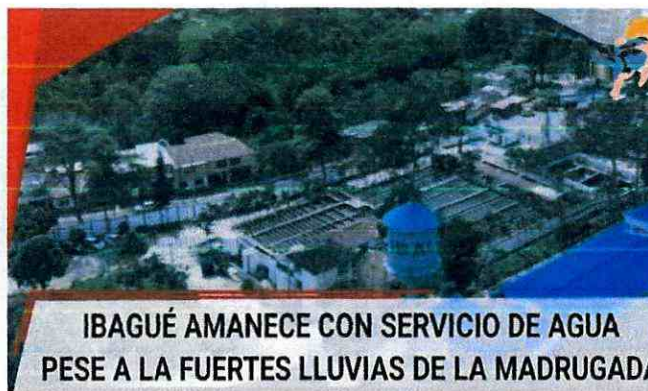 IBAGUÉ AMANECE CON SERVICIO DE AGUA
PESE A LA FUERTES LLUVIAS DE LA MADRUGADA